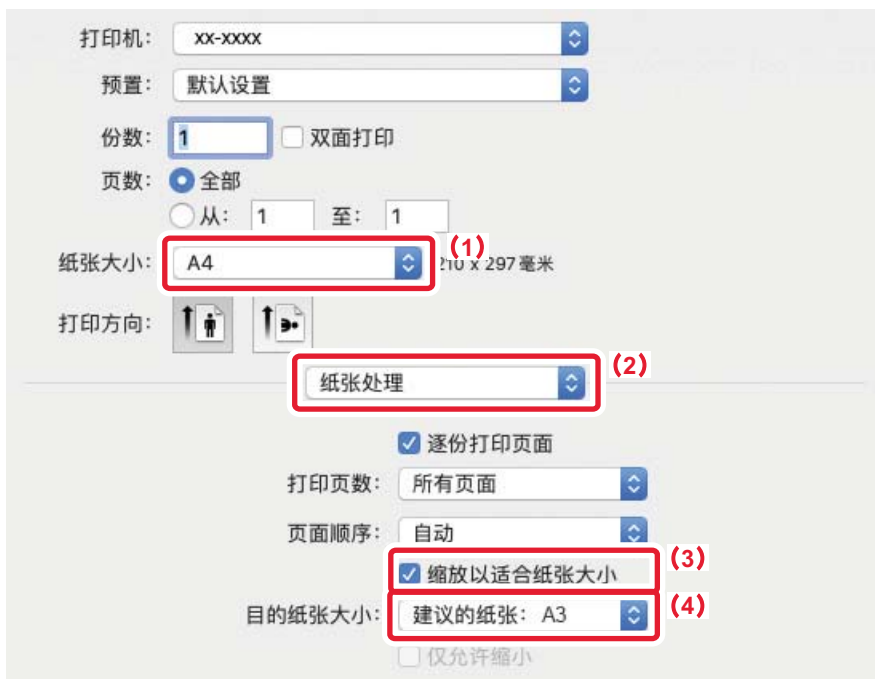 打印机： xx-xxxx
预置： 默认设置
份数： 1 双面打印
页数： 全部
从： 1 至： 1
(1)
纸张大小： A4 210 x 297 毫米
打印方向：
(2)
纸张处理
逐份打印页面
打印页数： 所有页面
页面顺序： 自动
(3)
缩放以适合纸张大小
目的纸张大小： 建议的纸张： A3 (4)
仅允许缩小